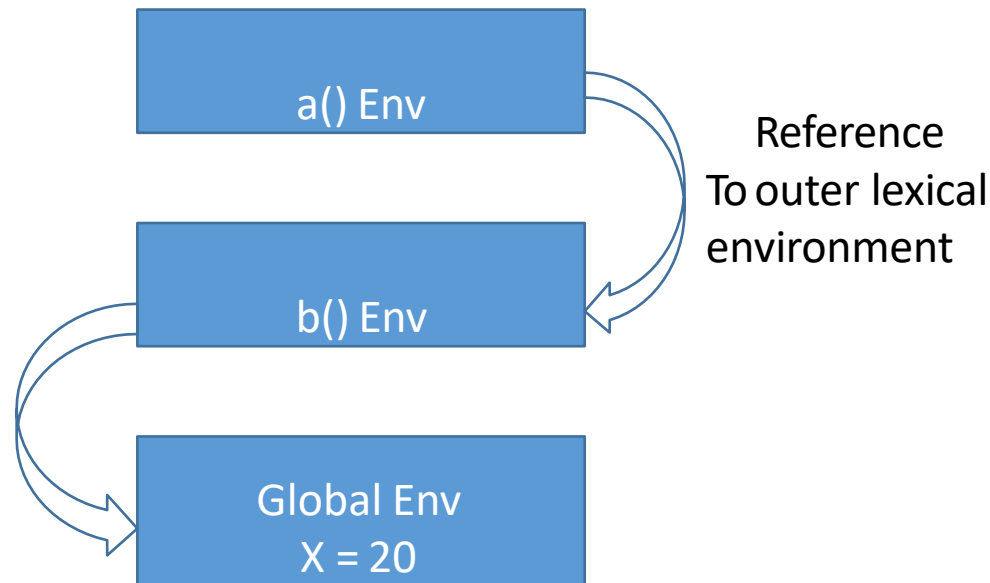 a() Env
Reference
To outer lexical
environment
b() Env
Global Env
X = 20